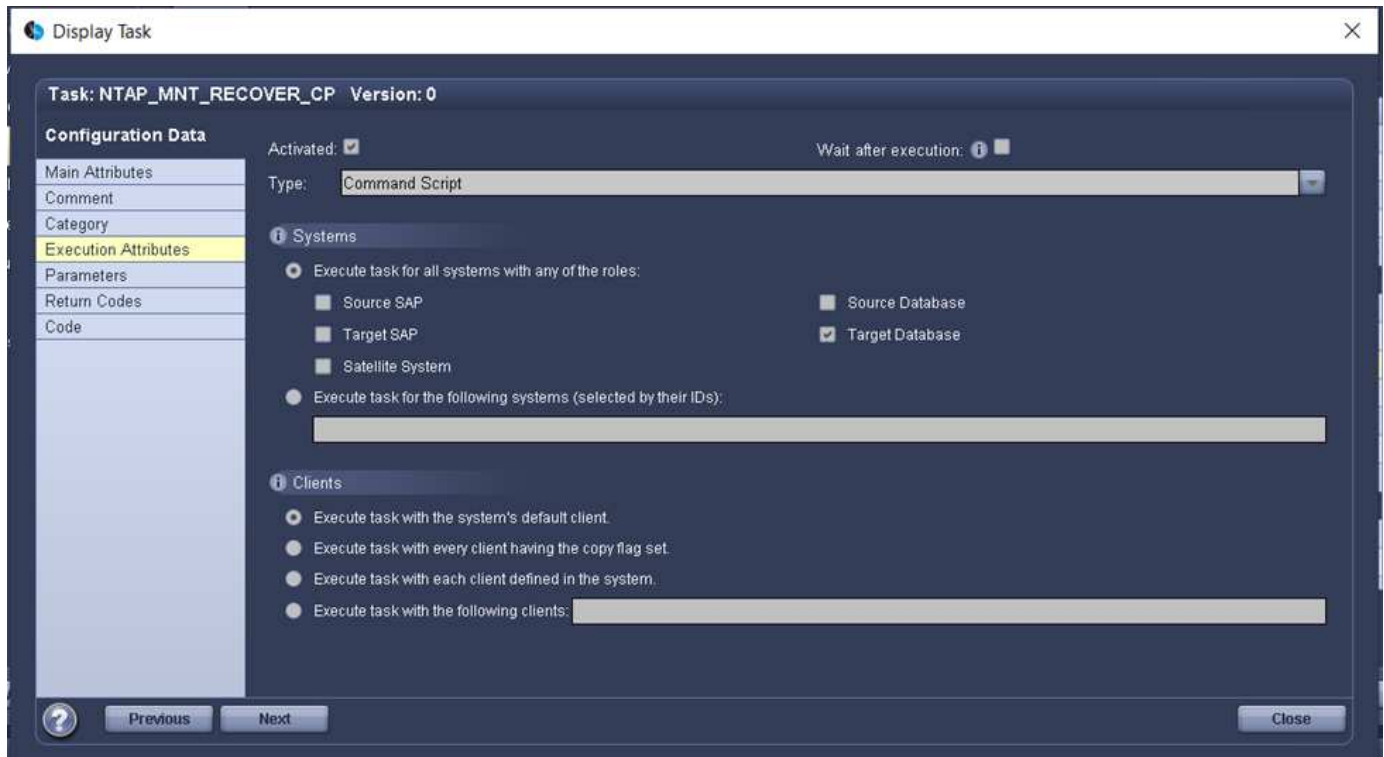 Display Task
Task: NTAP_MNT_RECOVER_CP Version: 0
Configuration Data
Main Attributes
Comment
Category
Execution Attributes
Parameters
Return Codes
Code
Activated:
Wait after execution:
Type: Command Script
Systems
Execute task for all systems with any of the roles:
Source SAP
Source Database
Target SAP
Target Database
Satellite System
Execute task for the following systems (selected by their IDs):
Clients
Execute task with the system's default client.
Execute task with every client having the copy flag set.
Execute task with each client defined in the system.
Execute task with the following clients:
Previous
Next
Close